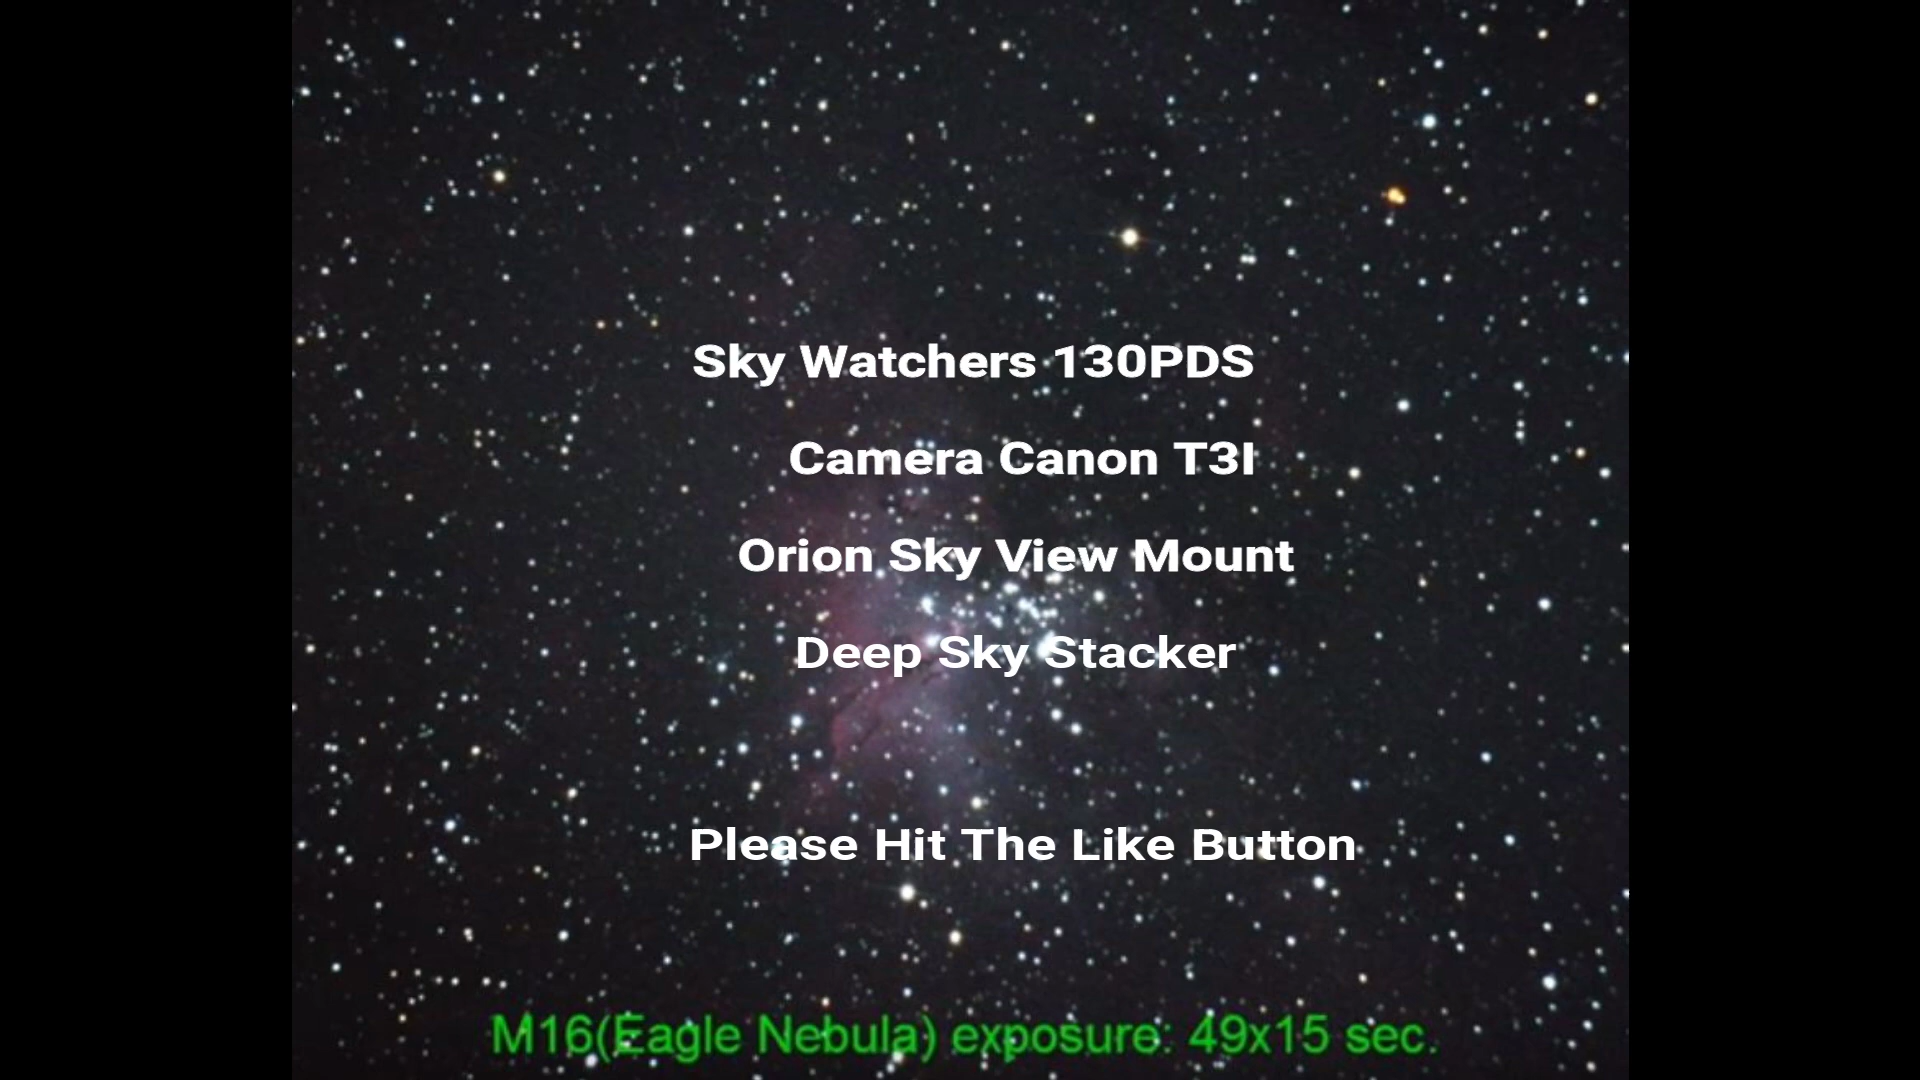 Sky Watchers 130PDS
Camera Canon T3I
Orion Sky View Mount
Deep Sky Stacker
Please Hit The Like Button
M16(Eagle Nebula) exposure: 49x15 sec.